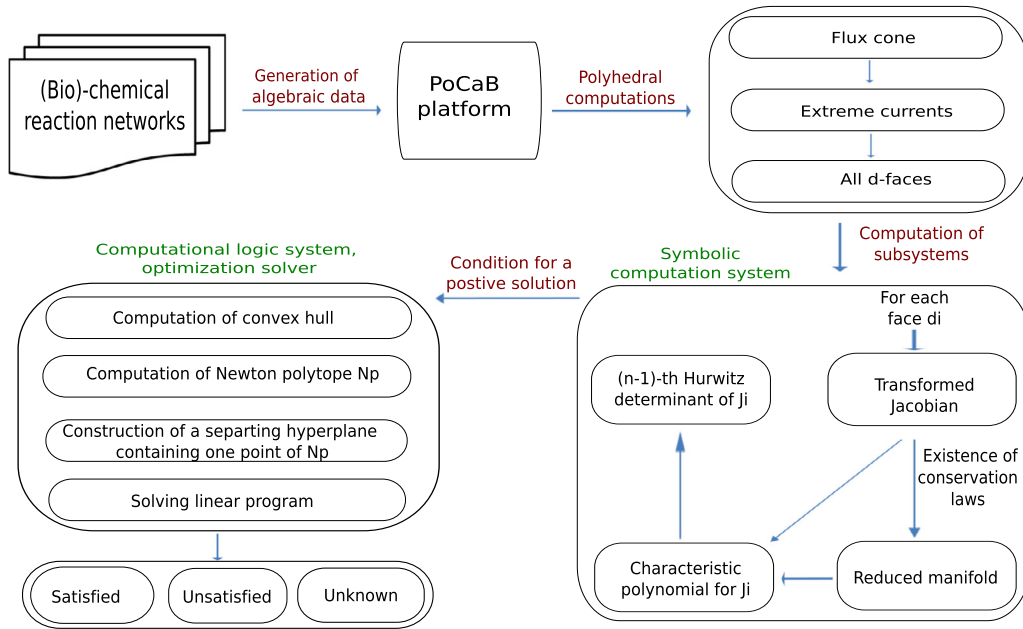 (Bio)-chemical
reaction networks
Generation of
algebraic data
PoCaB
platform
Polyhedral
computations
Flux cone
Extreme currents
All d-faces
Computation of
subsystems
Symbolic
computation system
For each
face di
Transformed
Jacobian
Existence of
conservation
laws
Reduced manifold
Characteristic
polynomial for Ji
(n-1)-th Hurwitz
determinant of Ji
Condition for a
postive solution
Computational logic system,
optimization solver
Computation of convex hull
Computation of Newton polytope Np
Construction of a separting hyperplane
containing one point of Np
Solving linear program
Satisfied
Unsatisfied
Unknown